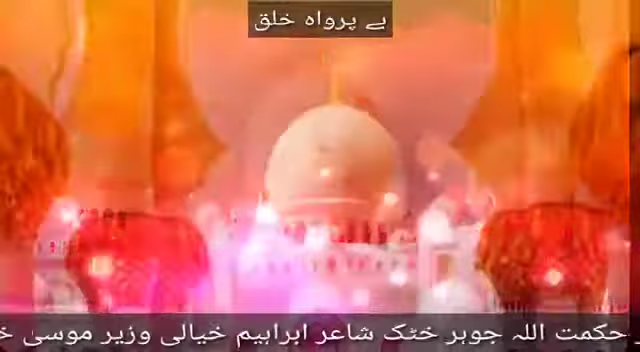 بے پرواہ خلق
حکمت اللہ جوہر خٹک شاعر ابراہیم خیالی وزیر موسیٰ